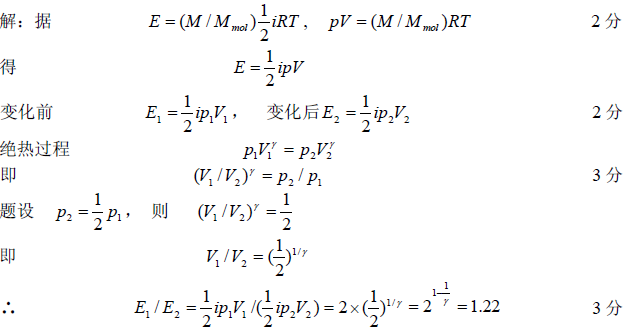 解：据 E = (M / M_mol) 1/2 iRT， pV = (M / M_mol)RT 2 分
得 E = 1/2 ipV
变化前 E₁ = 1/2 ip₁V₁， 变化后 E₂ = 1/2 ip₂V₂ 2 分
绝热过程 p₁V₁^γ = p₂V₂^γ
即 (V₁ / V₂)^γ = p₂ / p₁ 3 分
题设 p₂ = 1/2 p₁， 则 (V₁ / V₂)^γ = 1/2
即 V₁ / V₂ = (1/2)^(1/γ)
∴ E₁ / E₂ = 1/2 ip₁V₁ /(1/2 ip₂V₂) = 2 × (1/2)^(1/γ) = 2^(1−1/γ) = 1.22 3 分